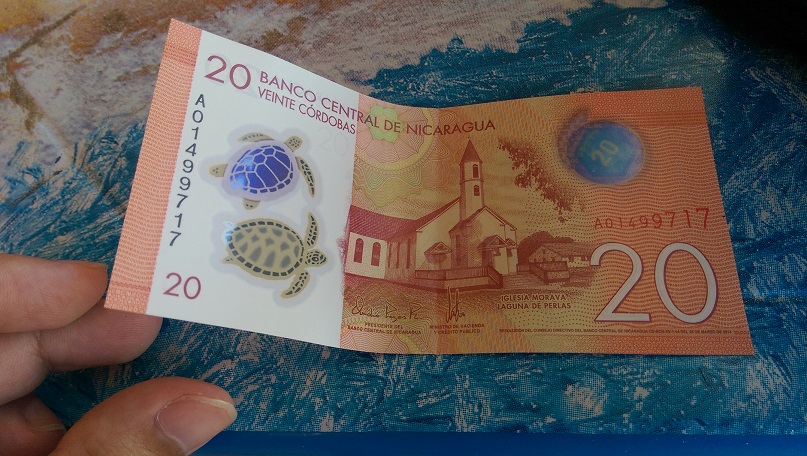 20 BANCO CENTRAL DE NICARAGUA
VEINTE CÓRDOBAS
A01499717
20
20
A01499717
20
IGLESIA MORAVA
LAGUNA DE PERLAS
PRESIDENTE DEL
BANCO CENTRAL DE NICARAGUA
MINISTRO DE HACIENDA
Y CRÉDITO PÚBLICO